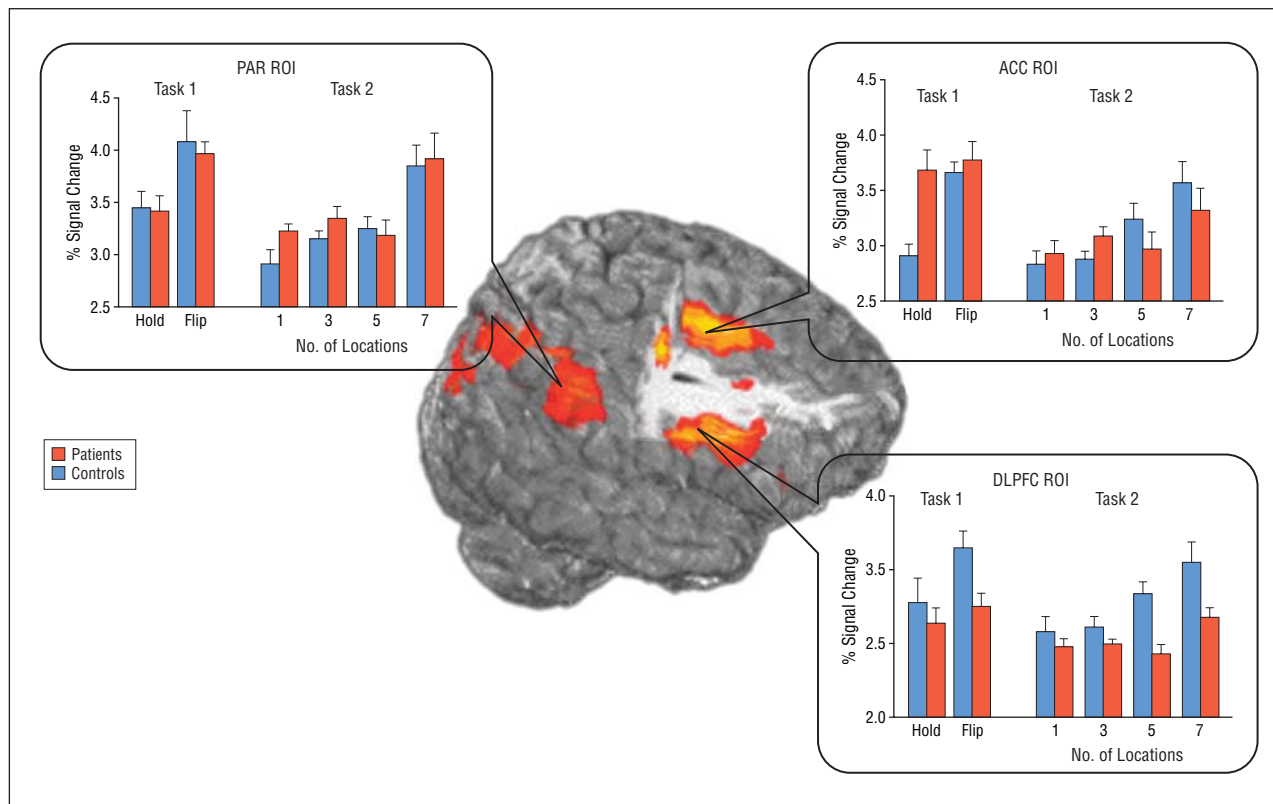 PAR ROI
Task 1 Task 2
% Signal Change
4.5
4.0
3.5
3.0
2.5
Hold Flip 1 3 5 7
No. of Locations
ACC ROI
Task 1 Task 2
% Signal Change
4.5
4.0
3.5
3.0
2.5
Hold Flip 1 3 5 7
No. of Locations
Patients
Controls
DLPFC ROI
Task 1 Task 2
% Signal Change
4.0
3.5
2.5
2.0
Hold Flip 1 3 5 7
No. of Locations